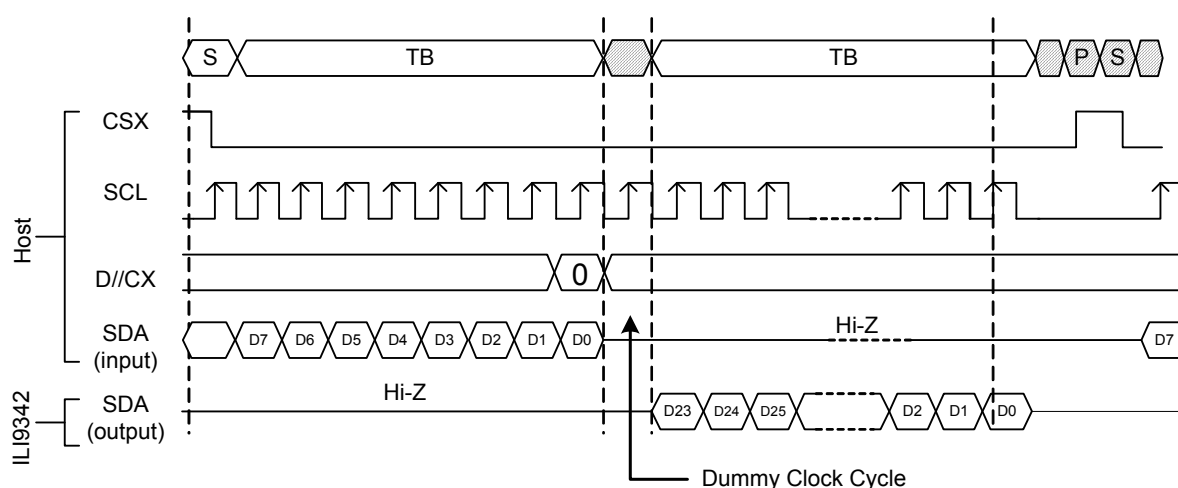 S TB TB P S
CSX
SCL
D//CX 0
SDA (input) D7 D6 D5 D4 D3 D2 D1 D0 Hi-Z D7
Host
Hi-Z
SDA (output) D23 D24 D25 D2 D1 D0
ILI9342
Dummy Clock Cycle